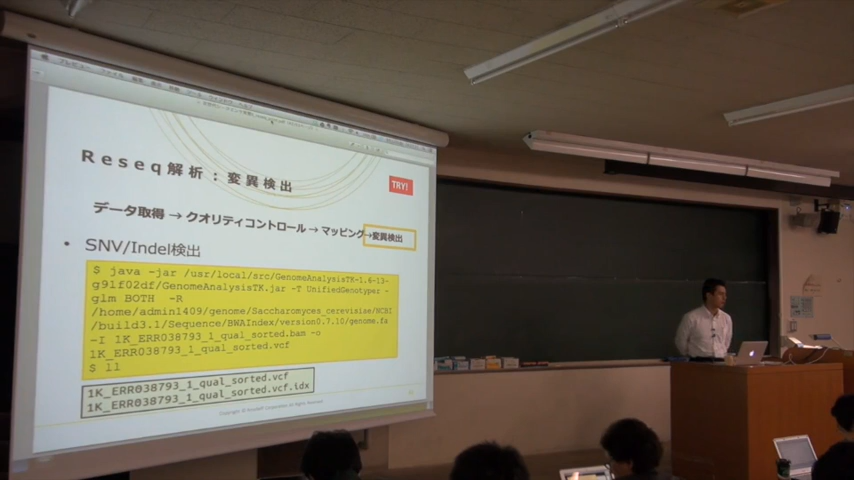 Reseq解析：変異検出
TRY!
データ取得 → クオリティコントロール → マッピング→変異検出
• SNV/Indel検出
$ java -jar /usr/local/src/GenomeAnalysisTK-1.6-13-
g91f02df/GenomeAnalysisTK.jar -T UnifiedGenotyper -
glm BOTH -R
/home/admin1409/genome/Saccharomyces_cerevisiae/NCBI
/build3.1/Sequence/BWAIndex/version0.7.10/genome.fa
-I 1K_ERR038793_1_qual_sorted.bam -o
1K_ERR038793_1_qual_sorted.vcf
$ ll
1K_ERR038793_1_qual_sorted.vcf
1K_ERR038793_1_qual_sorted.vcf.idx